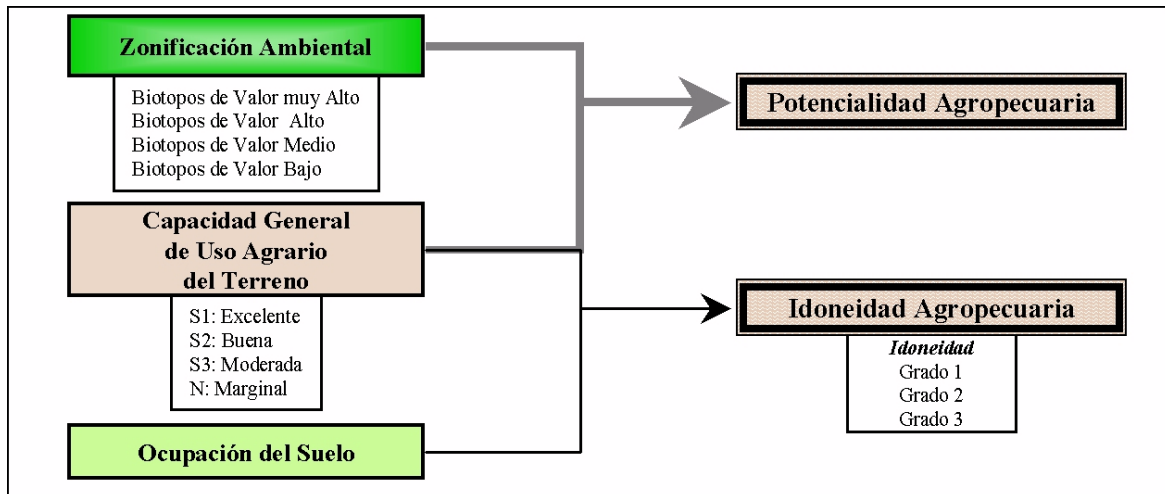 Zonificación Ambiental
Biotopos de Valor muy Alto
Biotopos de Valor Alto
Biotopos de Valor Medio
Biotopos de Valor Bajo
Capacidad General
de Uso Agrario
del Terreno
S1: Excelente
S2: Buena
S3: Moderada
N: Marginal
Ocupación del Suelo
Potencialidad Agropecuaria
Idoneidad Agropecuaria
Idoneidad
Grado 1
Grado 2
Grado 3